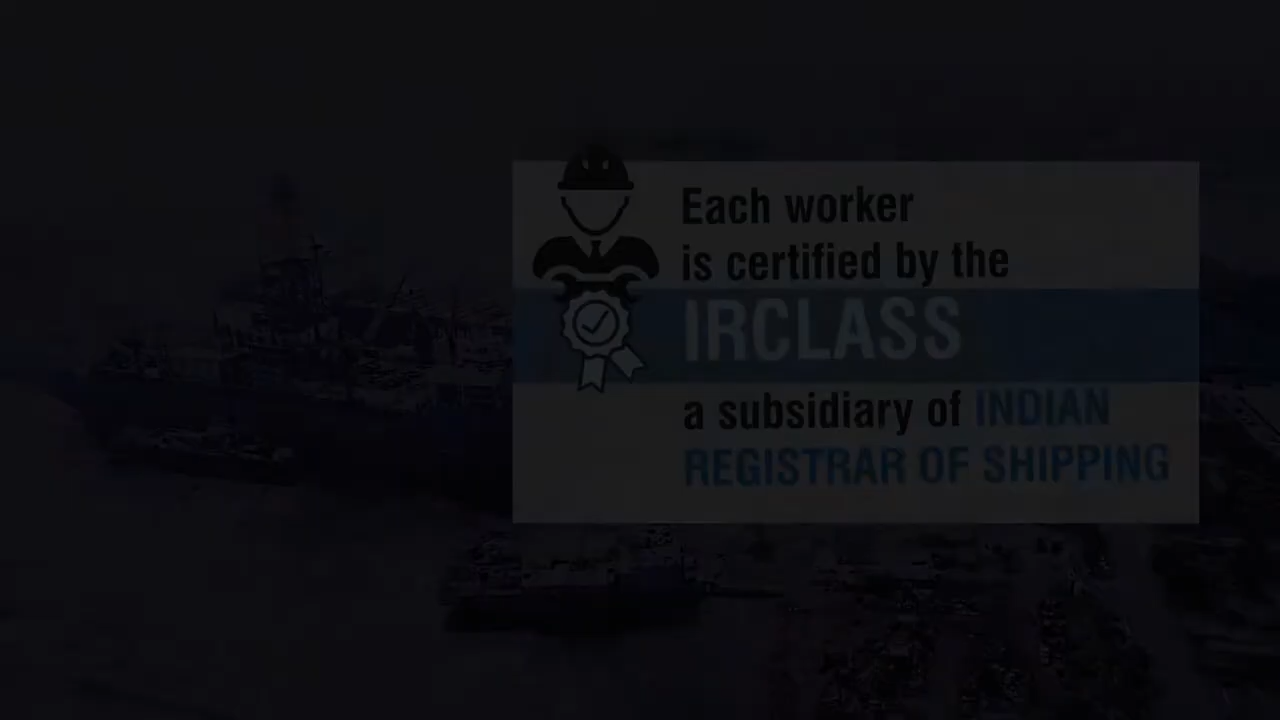 Each worker
is certified by the
IRCLASS
a subsidiary of INDIAN
REGISTRAR OF SHIPPING